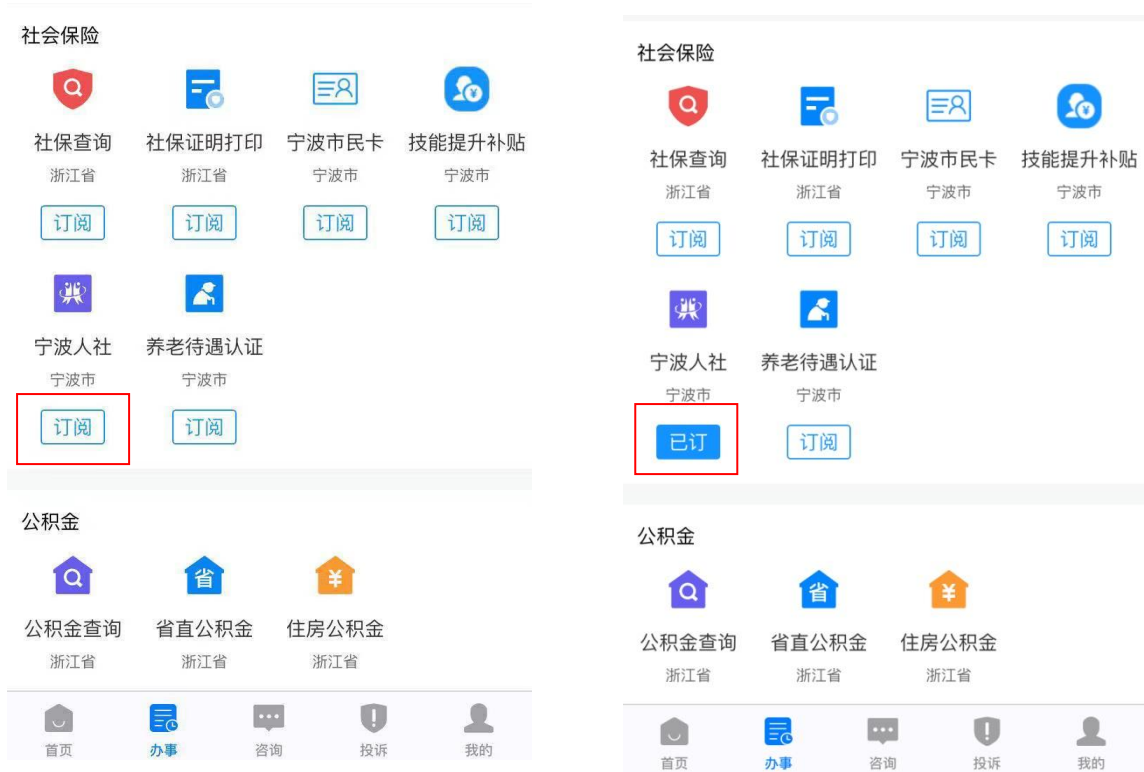 社会保险
社保查询 社保证明打印 宁波市民卡 技能提升补贴
浙江省 浙江省 宁波市 宁波市
订阅 订阅 订阅 订阅
宁波人社 养老待遇认证
宁波市 宁波市
订阅 订阅
公积金
省 ¥
公积金查询 省直公积金 住房公积金
浙江省 浙江省 浙江省
首页 办事 咨询 投诉 我的
社会保险
社保查询 社保证明打印 宁波市民卡 技能提升补贴
浙江省 浙江省 宁波市 宁波市
订阅 订阅 订阅 订阅
宁波人社 养老待遇认证
宁波市 宁波市
已订 订阅
公积金
省 ¥
公积金查询 省直公积金 住房公积金
浙江省 浙江省 浙江省
首页 办事 咨询 投诉 我的